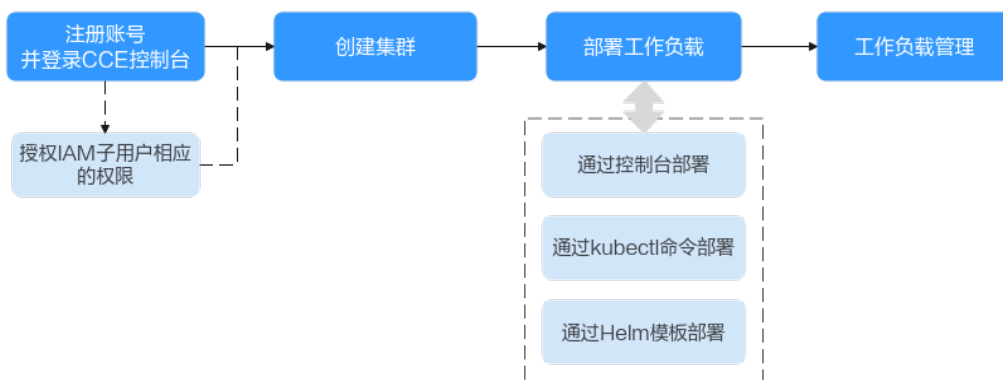 注册账号
并登录CCE控制台
创建集群
部署工作负载
工作负载管理
授权IAM子用户相应
的权限
通过控制台部署
通过kubectl命令部署
通过Helm模板部署